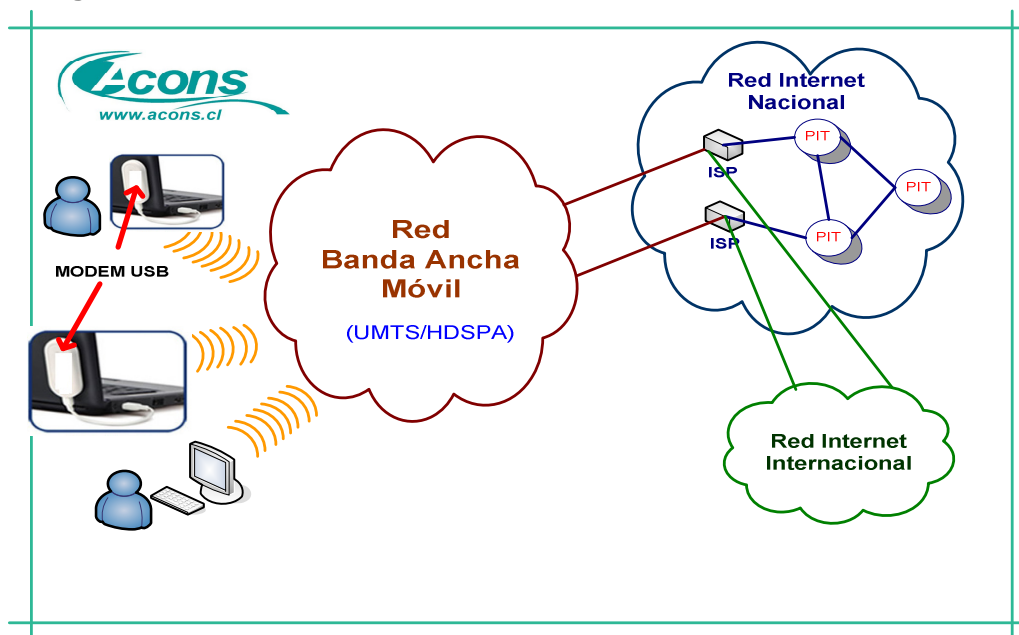 Acons
www.acons.cl
MODEM USB
Red
Banda Ancha
Móvil
(UMTS/HDSPA)
Red Internet
Nacional
ISP
ISP
PIT
PIT
PIT
Red Internet
Internacional